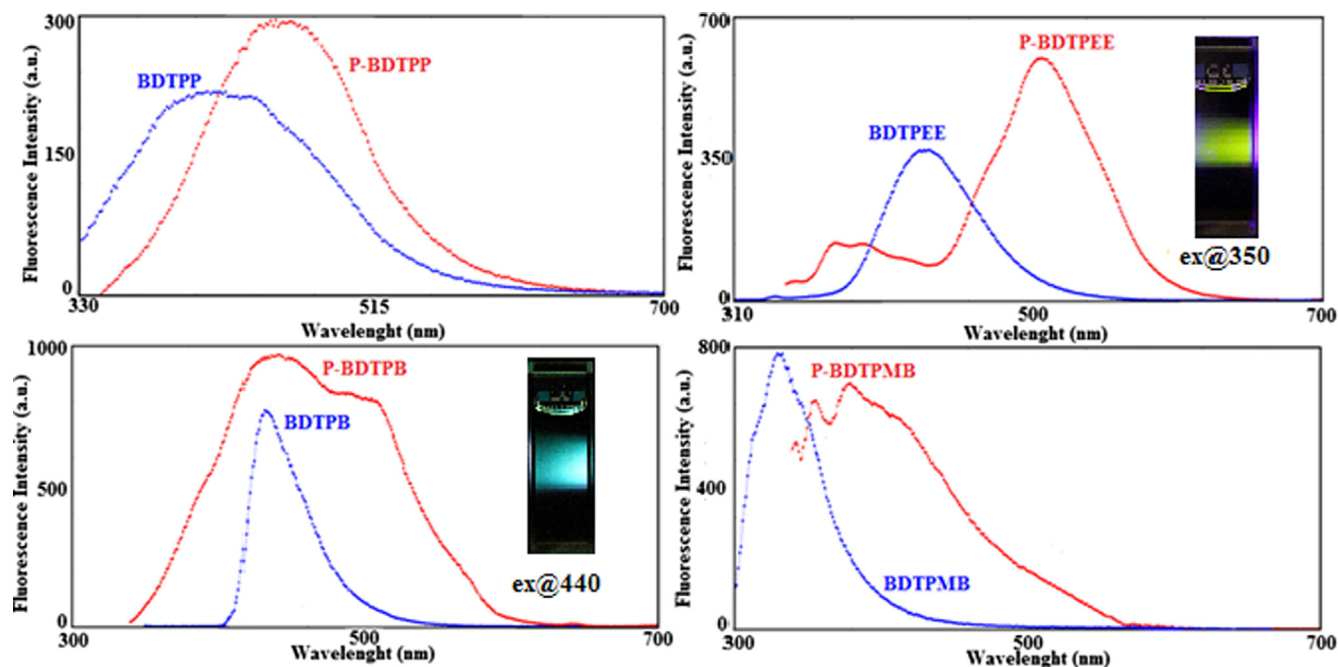 Fluorescence Intensity (a.u.)
300
150
0
BDTPP
P-BDTPP
330
515
700
Wavelenght (nm)
Fluorescence Intensity (a.u.)
700
350
0
P-BDTPEE
BDTPEE
ex@350
310
500
700
Wavelenght (nm)
Fluorescence Intensity (a.u.)
1000
500
0
P-BDTPB
BDTPB
ex@440
300
500
700
Wavelenght (nm)
Fluorescence Intensity (a.u.)
800
400
0
P-BDTPMB
BDTPMB
300
500
700
Wavelenght (nm)